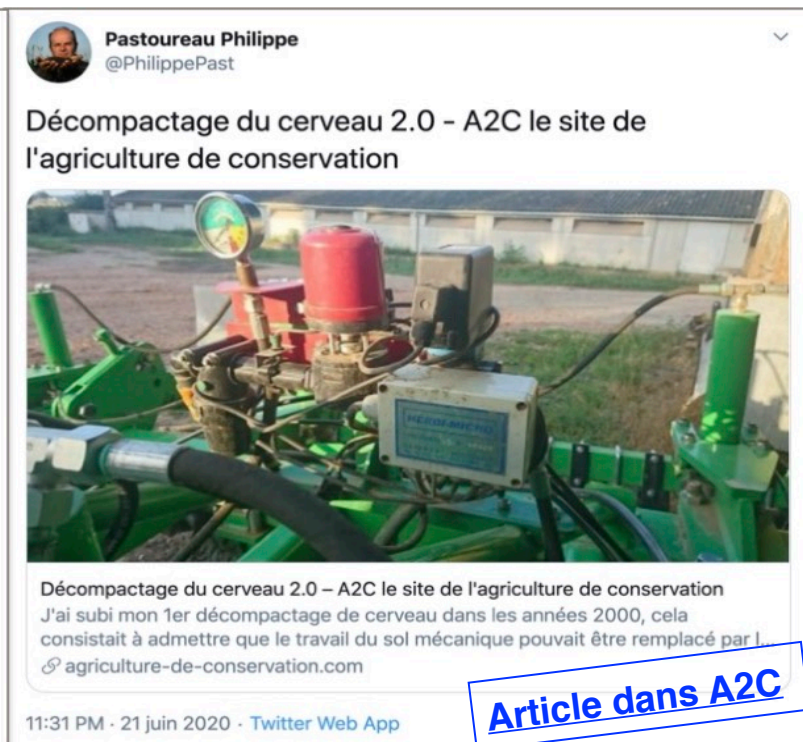 Pastoureau Philippe
@PhilippePast
Décompactage du cerveau 2.0 - A2C le site de
l'agriculture de conservation
HERBI-MICRO
Décompactage du cerveau 2.0 – A2C le site de l'agriculture de conservation
J'ai subi mon 1er décompactage de cerveau dans les années 2000, cela
consistait à admettre que le travail du sol mécanique pouvait être remplacé par l...
agriculture-de-conservation.com
Article dans A2C
11:31 PM · 21 juin 2020 · Twitter Web App